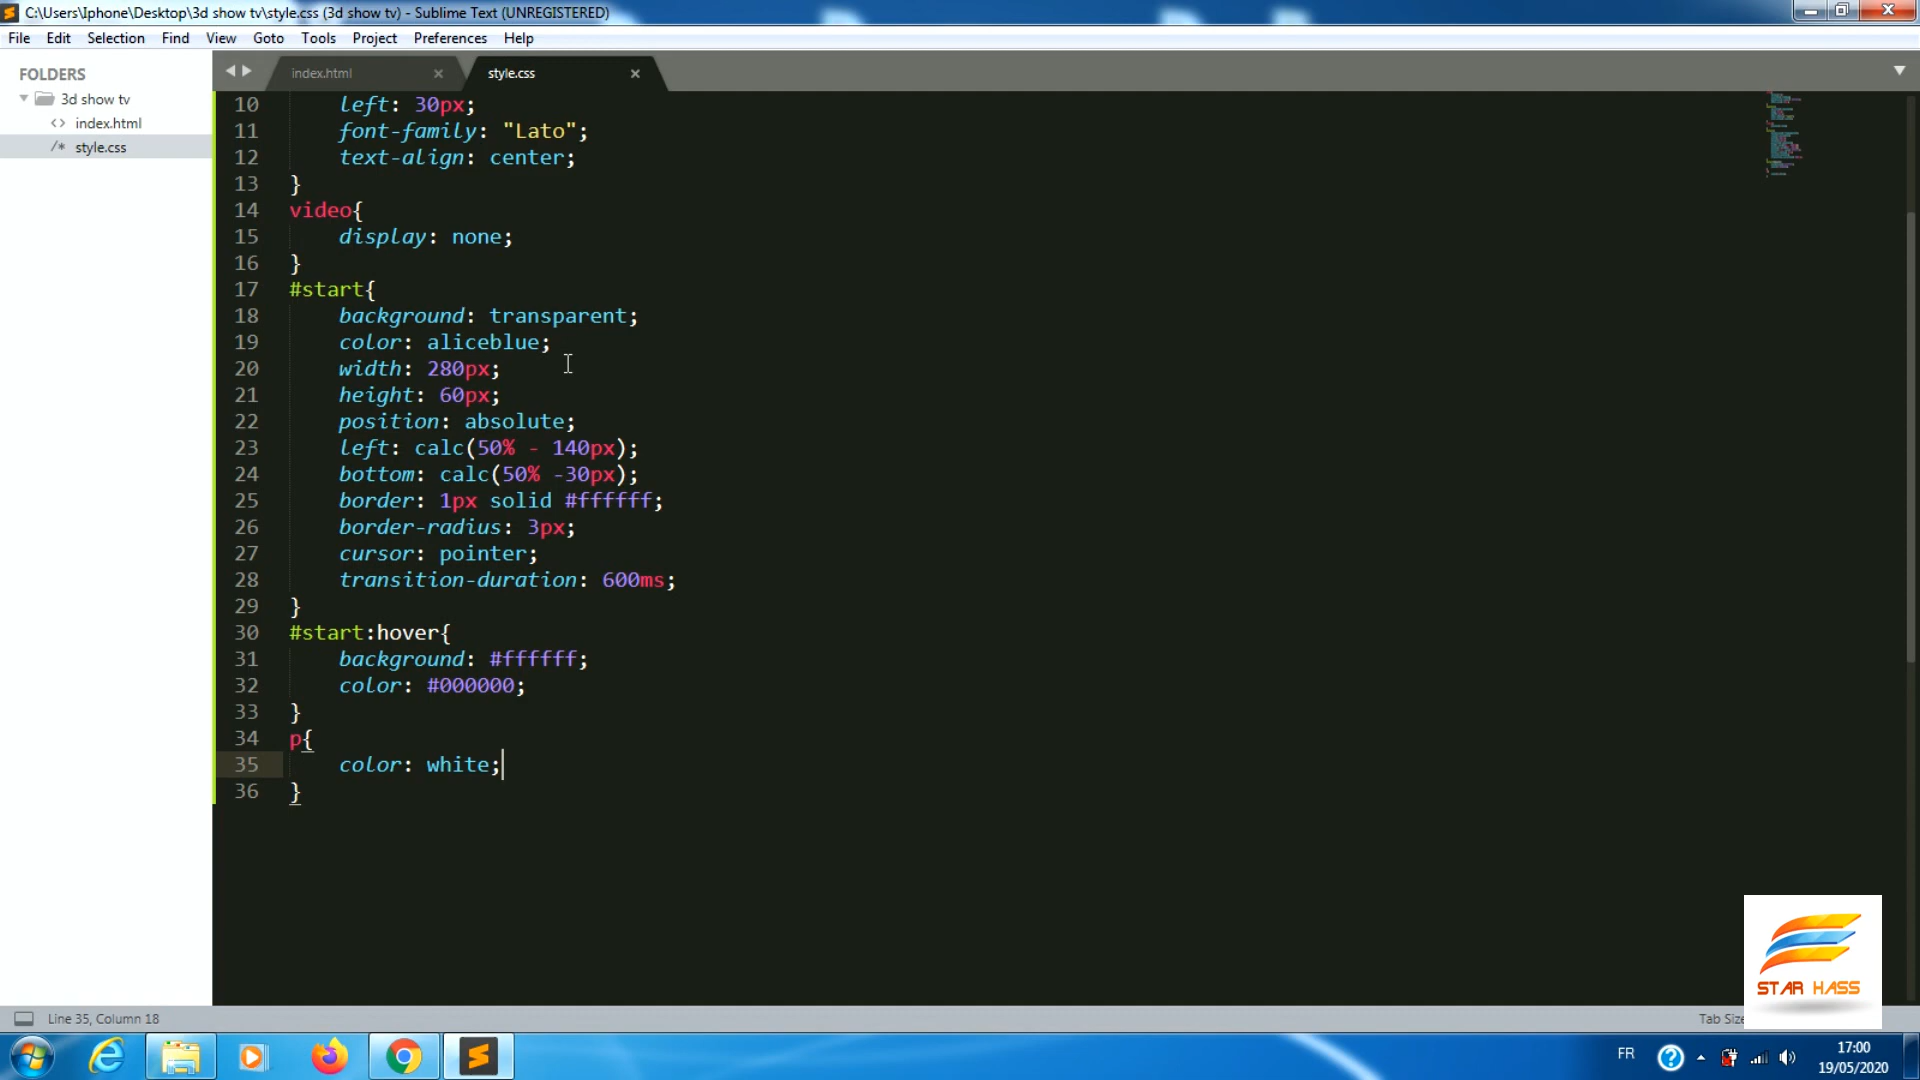 C:\Users\Iphone\Desktop\3d show tv\style.css (3d show tv) - Sublime Text (UNREGISTERED)
File Edit Selection Find View Goto Tools Project Preferences Help
FOLDERS
3d show tv
<> index.html
/* style.css
index.html
style.css
10 left: 30px;
11 font-family: "Lato";
12 text-align: center;
13 }
14 video{
15 display: none;
16 }
17 #start{
18 background: transparent;
19 color: aliceblue;
20 width: 280px;
21 height: 60px;
22 position: absolute;
23 left: calc(50% - 140px);
24 bottom: calc(50% -30px);
25 border: 1px solid #ffffff;
26 border-radius: 3px;
27 cursor: pointer;
28 transition-duration: 600ms;
29 }
30 #start:hover{
31 background: #ffffff;
32 color: #000000;
33 }
34 p{
35 color: white;
36 }
STAR HASS
Line 35, Column 18
Tab Size
FR
17:00
19/05/2020